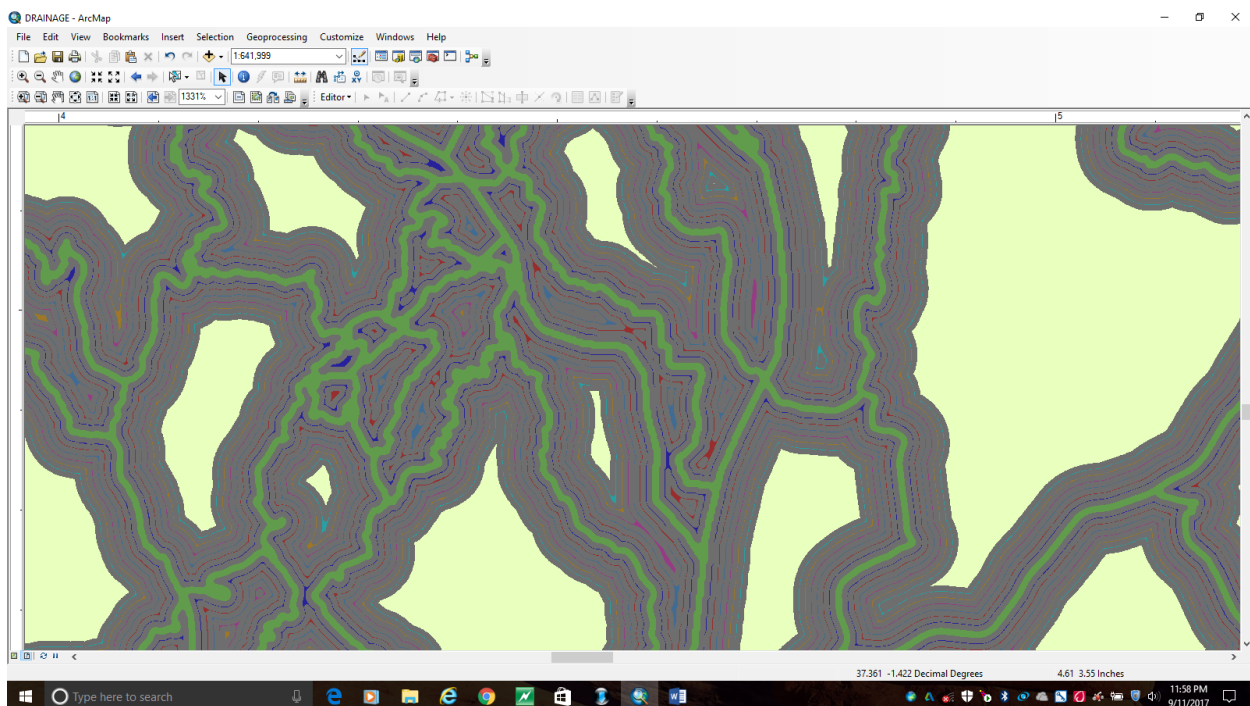 DRAINAGE - ArcMap
File Edit View Bookmarks Insert Selection Geoprocessing Customize Windows Help
1:641,999
1331% Editor
4 5
37.361 -1.422 Decimal Degrees 4.61 3.55 Inches
Type here to search
11:58 PM
9/11/2017